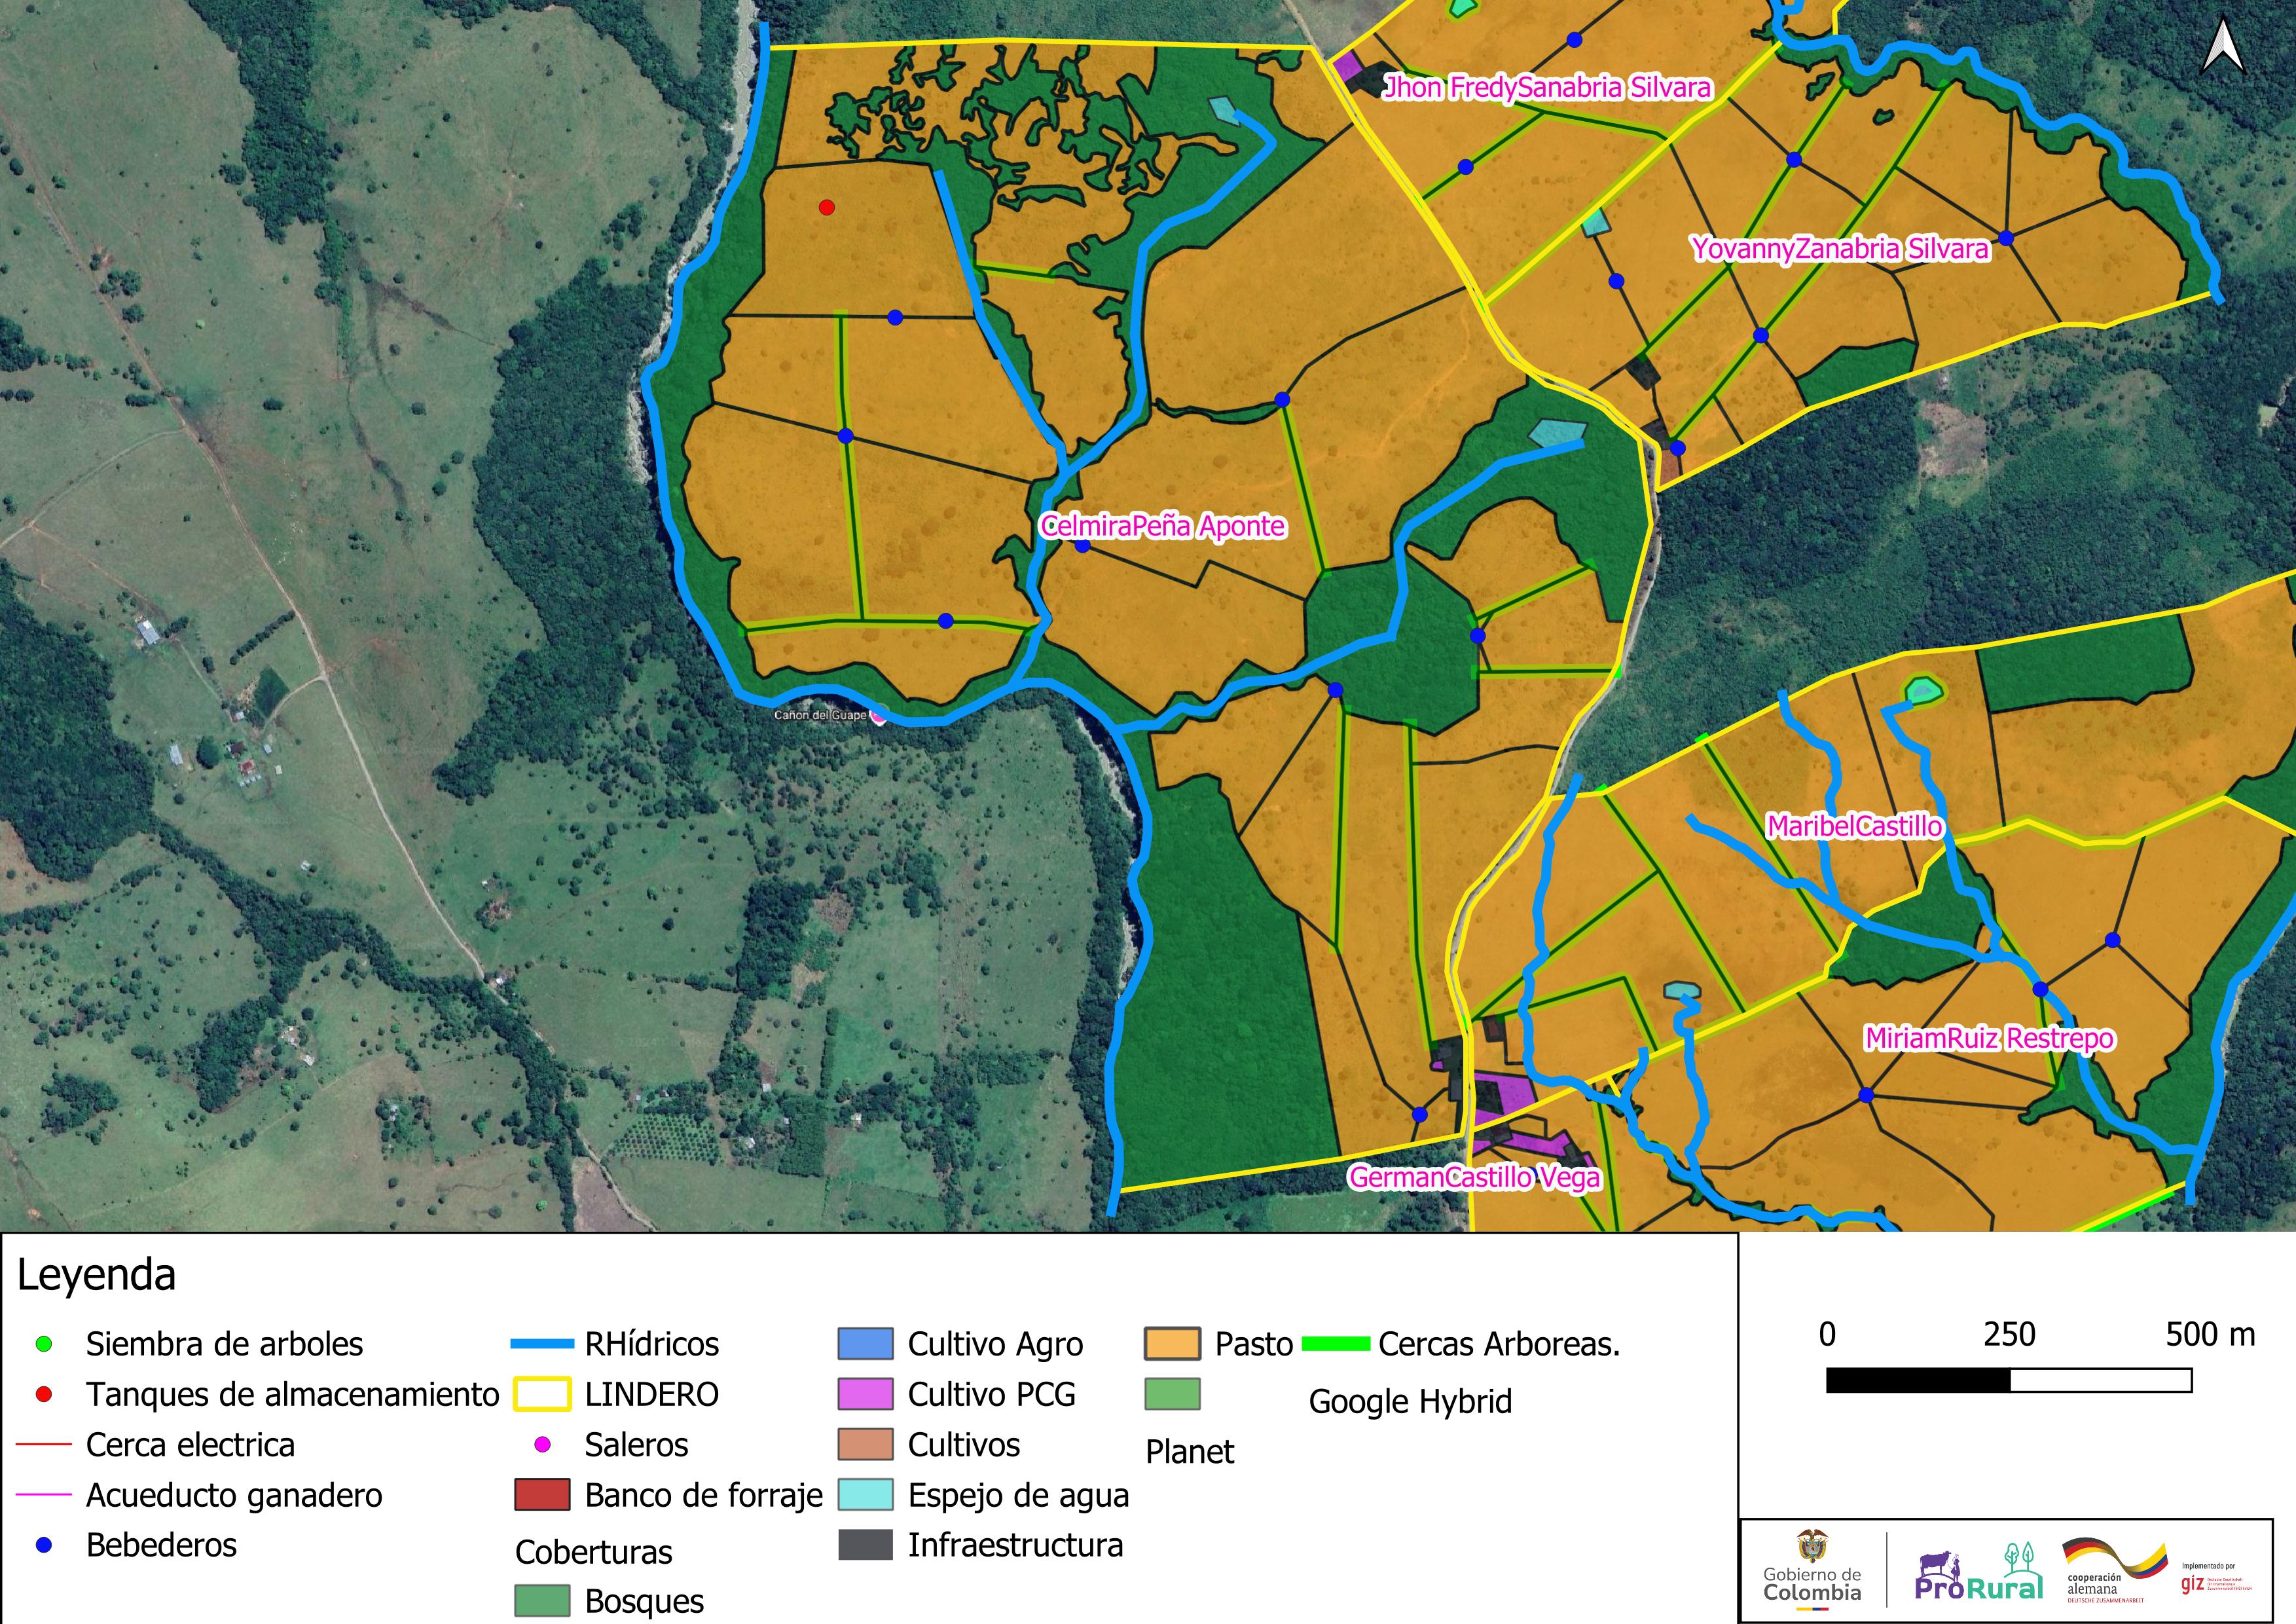 Jhon FredySanabria Silvara
YovannyZanabria Silvara
CelmiraPeña Aponte
Cañon del Guape
MaribelCastillo
MiriamRuiz Restrepo
GermanCastillo Vega
Leyenda
Siembra de arboles
Tanques de almacenamiento
Cerca electrica
Acueducto ganadero
Bebederos
RHídricos
LINDERO
Saleros
Banco de forraje
Coberturas
Bosques
Cultivo Agro
Cultivo PCG
Cultivos
Espejo de agua
Infraestructura
Pasto
Planet
Cercas Arboreas.
Google Hybrid
0 250 500 m
Gobierno de
Colombia
ProRural
cooperación
alemana
DEUTSCHE ZUSAMMENARBEIT
Implementado por
giz